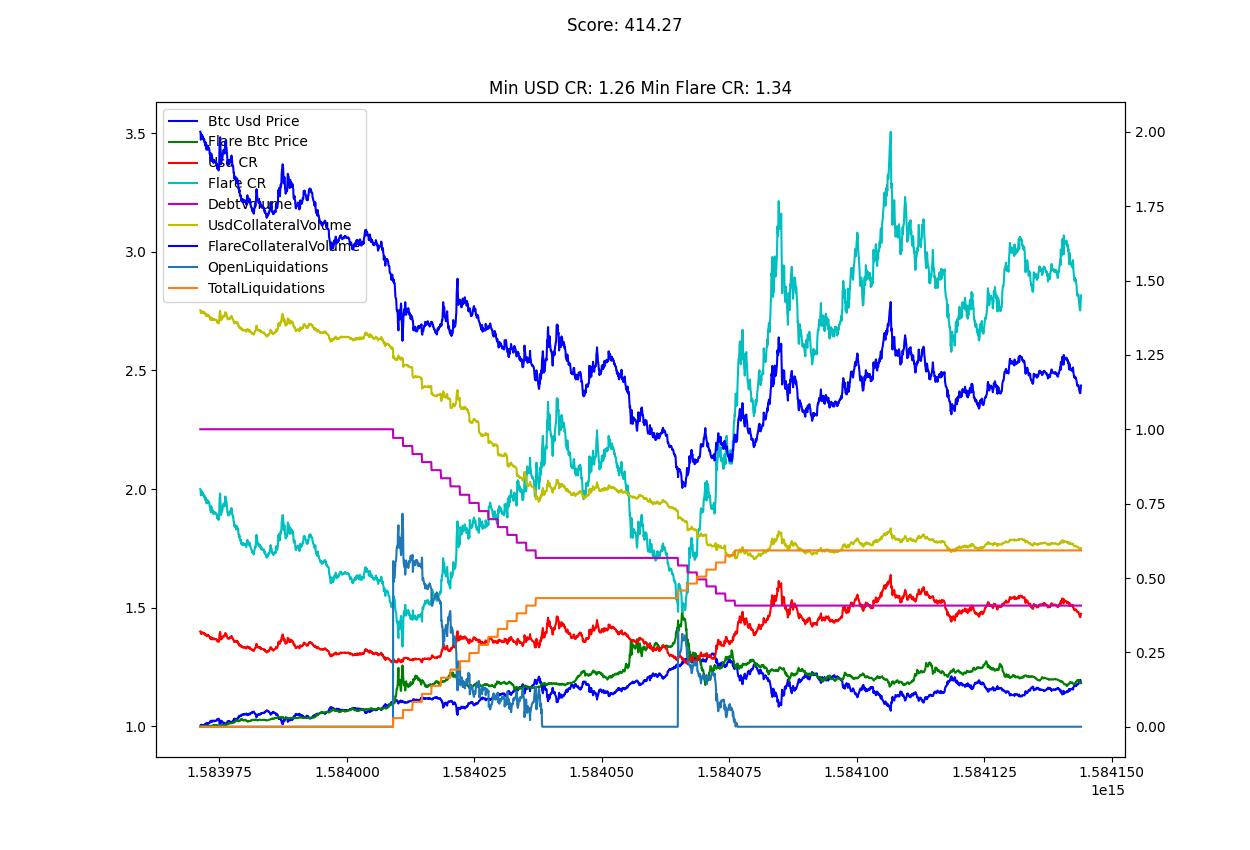 Score: 414.27
Min USD CR: 1.26 Min Flare CR: 1.34
Btc Usd Price
Flare Btc Price
Usd CR
Flare CR
DebtVolume
UsdCollateralVolume
FlareCollateralVolume
OpenLiquidations
TotalLiquidations
3.5
3.0
2.5
2.0
1.5
1.0
2.00
1.75
1.50
1.25
1.00
0.75
0.50
0.25
0.00
1.583975 1.584000 1.584025 1.584050 1.584075 1.584100 1.584125 1.584150
1e15